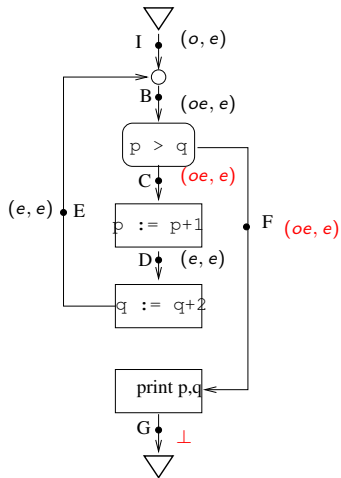 I (o, e)
B (oe, e)
p > q
C (oe, e)
(e, e) E
F (oe, e)
p := p+1
D (e, e)
q := q+2
print p,q
G ⊥